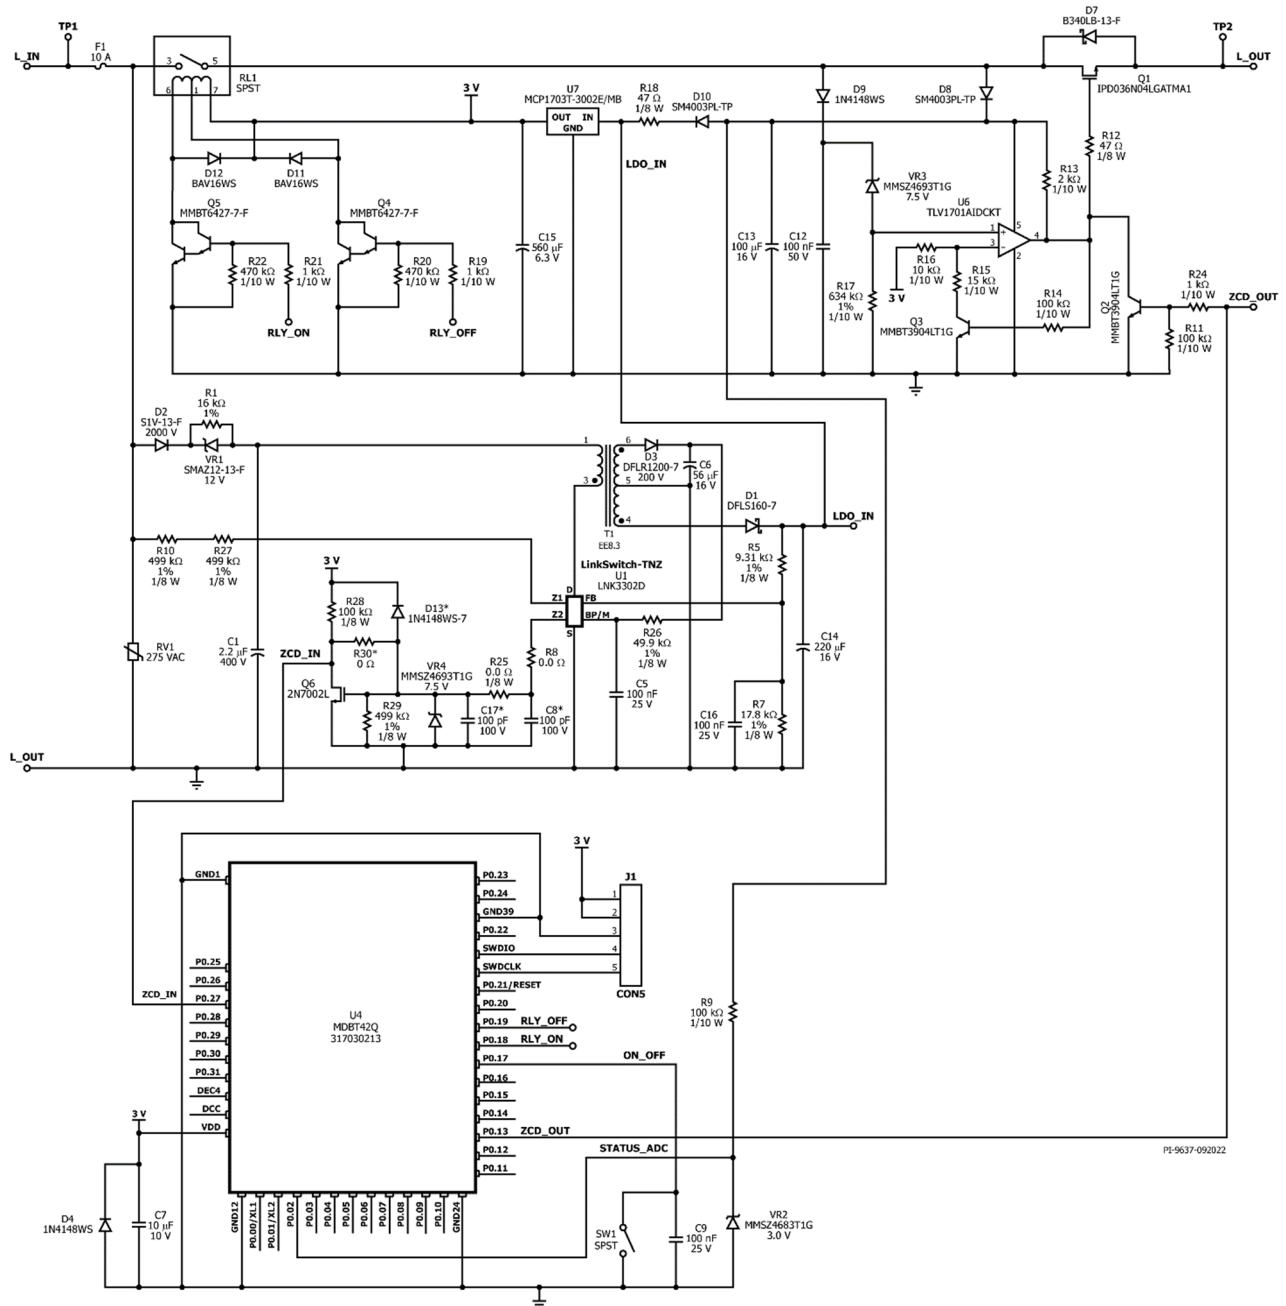 TP1
L_IN
F1
10 A
3
5
6
1
7
RL1
SPST
3 V
U7
MCP1703T-3002E/MB
OUT IN
GND
R18
47 Ω
1/8 W
D10
SM4003PL-TP
LDO_IN
D9
1N4148WS
D8
SM4003PL-TP
D7
B340LB-13-F
TP2
L_OUT
Q1
IPD036N04LGATMA1
R12
47 Ω
1/8 W
D12
BAV16WS
D11
BAV16WS
Q5
MMBT6427-7-F
Q4
MMBT6427-7-F
R22
470 kΩ
1/10 W
R21
1 kΩ
1/10 W
RLY_ON
R20
470 kΩ
1/10 W
R19
1 kΩ
1/10 W
RLY_OFF
C15
560 µF
6.3 V
C13
100 µF
16 V
C12
100 nF
50 V
VR3
MMSZ4693T1G
7.5 V
R17
634 kΩ
1%
1/10 W
R13
2 kΩ
1/10 W
U6
TLV1701AIDCKT
1
3
5
4
2
+
-
R16
10 kΩ
1/10 W
3 V
R15
15 kΩ
1/10 W
Q3
MMBT3904LT1G
R14
100 kΩ
1/10 W
Q2
MMBT3904LT1G
R24
1 kΩ
1/10 W
R11
100 kΩ
1/10 W
ZCD_OUT
D2
S1V-13-F
2000 V
R1
16 kΩ
1%
VR1
SMAZ12-13-F
12 V
1
3
6
5
4
T1
EE8.3
D3
DFLR1200-7
200 V
C6
56 µF
16 V
D1
DFLS160-7
LDO_IN
R5
9.31 kΩ
1%
1/8 W
R10
499 kΩ
1%
1/8 W
R27
499 kΩ
1%
1/8 W
LinkSwitch-TNZ
U1
LNK3302D
D
Z1
FB
Z2
BP/M
S
R26
49.9 kΩ
1%
1/8 W
3 V
R28
100 kΩ
1/8 W
D13*
1N4148WS-7
R30*
0 Ω
ZCD_IN
RV1
275 VAC
C1
2.2 µF
400 V
Q6
2N7002L
VR4
MMSZ4693T1G
7.5 V
R25
0.0 Ω
1/8 W
R8
0.0 Ω
R29
499 kΩ
1%
1/8 W
C17*
100 pF
100 V
C8*
100 pF
100 V
C5
100 nF
25 V
C16
100 nF
25 V
R7
17.8 kΩ
1%
1/8 W
C14
220 µF
16 V
L_OUT
GND1
P0.25
P0.26
ZCD_IN
P0.27
P0.28
P0.29
P0.30
P0.31
DEC4
DCC
3 V
VDD
U4
MDBT42Q
317030213
P0.23
P0.24
GND39
P0.22
SWDIO
SWDCLK
P0.21/RESET
P0.20
P0.19
RLY_OFF
P0.18
RLY_ON
P0.17
ON_OFF
P0.16
P0.15
P0.14
P0.13
ZCD_OUT
P0.12
P0.11
3 V
J1
1
2
3
4
5
CON5
R9
100 kΩ
1/10 W
STATUS_ADC
PI-9637-092022
GND12
P0.00/XL1
P0.01/XL2
P0.02
P0.03
P0.04
P0.05
P0.06
P0.07
P0.08
P0.09
P0.10
GND24
D4
1N4148WS
C7
10 µF
10 V
SW1
SPST
C9
100 nF
25 V
VR2
MMSZ4683T1G
3.0 V